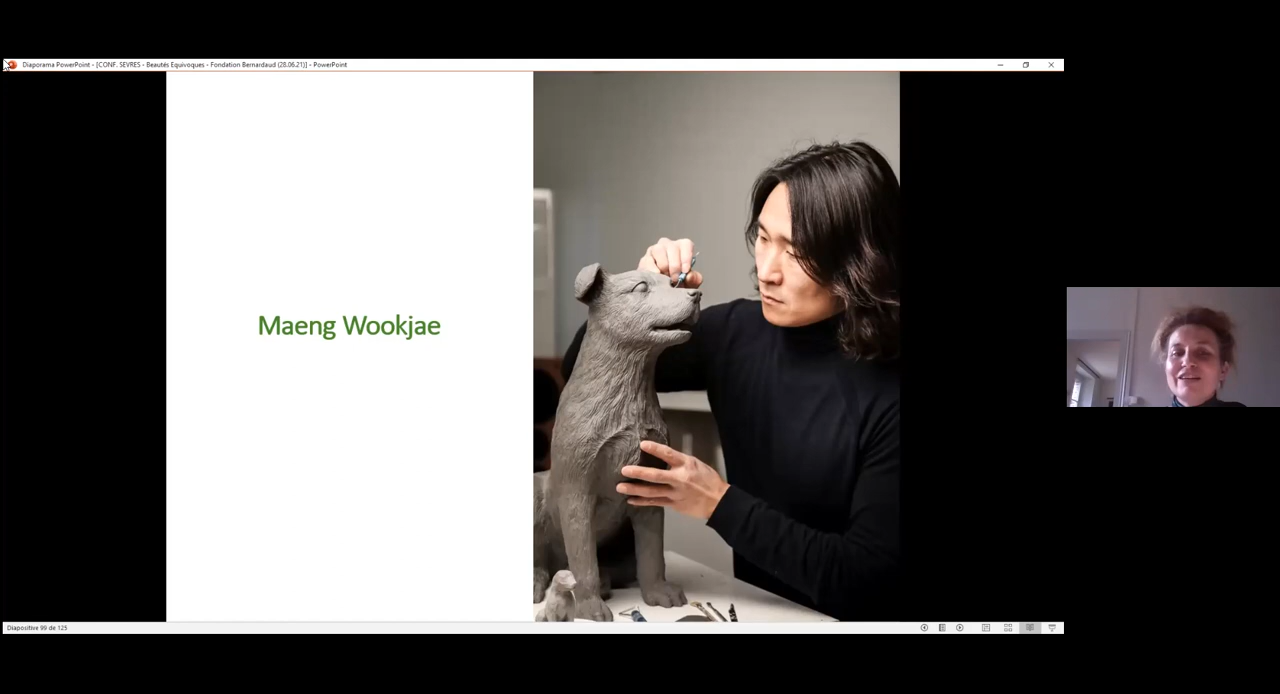 Diaporama PowerPoint - [CONF. SEVRES - Beautés Equivoques - Fondation Bernardaud (28.06.21)] - PowerPoint
Maeng Wookjae
Diapositive 99 de 125